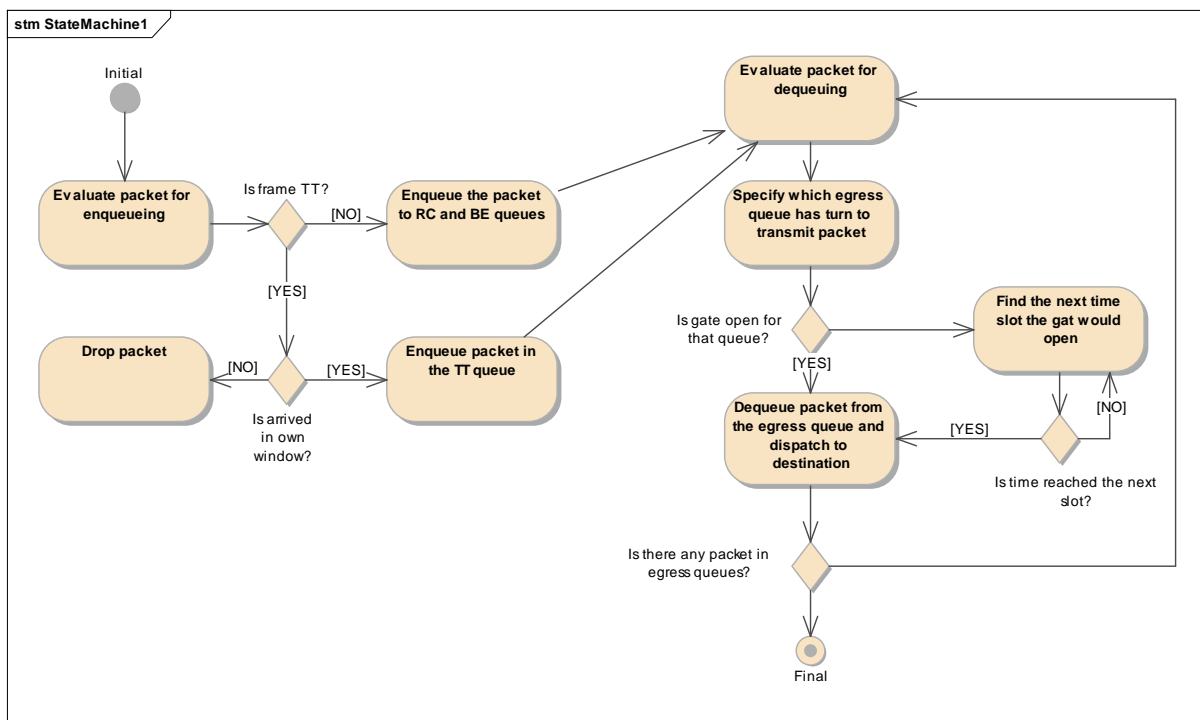 stm StateMachine1
Initial
Evaluate packet for
enqueueing
Is frame TT?
[NO]
Enqueue the packet
to RC and BE queues
[YES]
Drop packet
[NO]
[YES]
Enqueue packet in
the TT queue
Is arrived
in own
window?
Evaluate packet for
dequeuing
Specify which egress
queue has turn to
transmit packet
Is gate open for
that queue?
[YES]
Find the next time
slot the gat would
open
[NO]
[YES]
Is time reached the next
slot?
Dequeue packet from
the egress queue and
dispatch to
destination
Is there any packet in
egress queues?
Final